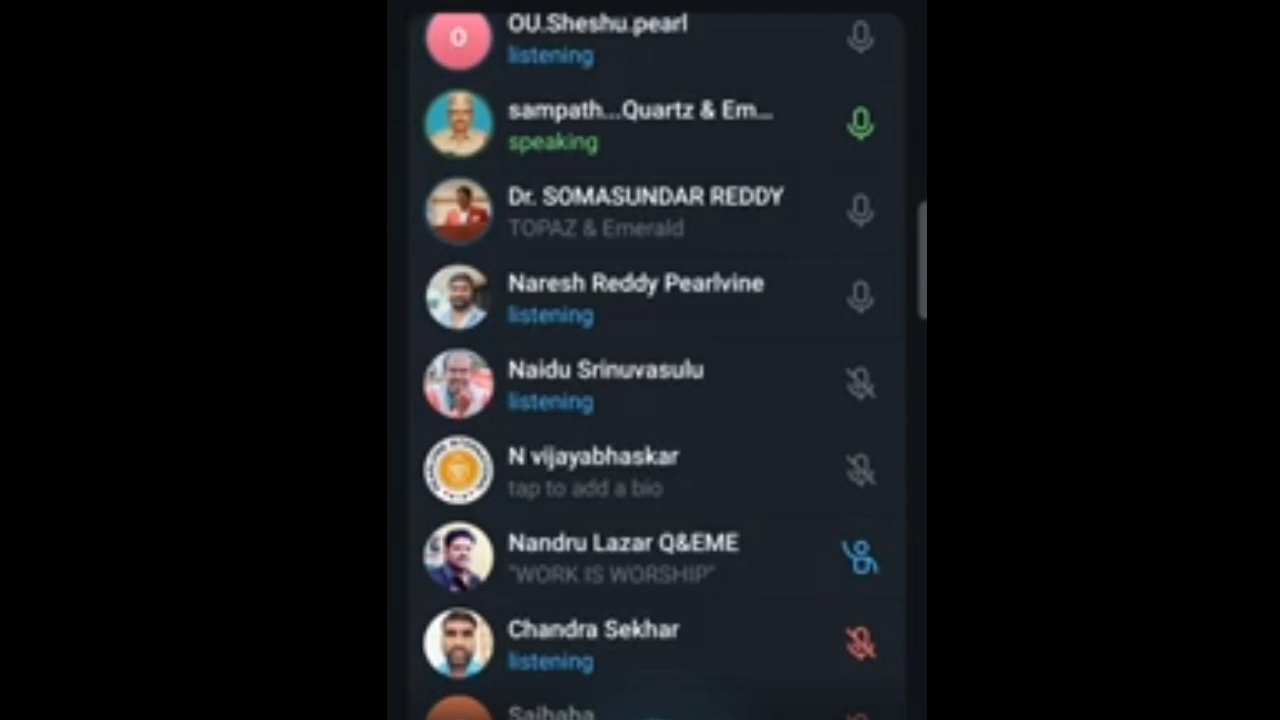 O
OU.Sheshu.pearl
listening
sampath...Quartz & Em...
speaking
Dr. SOMASUNDAR REDDY
TOPAZ & Emerald
Naresh Reddy Pearlvine
listening
Naidu Srinuvasulu
listening
N vijayabhaskar
tap to add a bio
Nandru Lazar Q&EME
"WORK IS WORSHIP"
Chandra Sekhar
listening
Saibaba